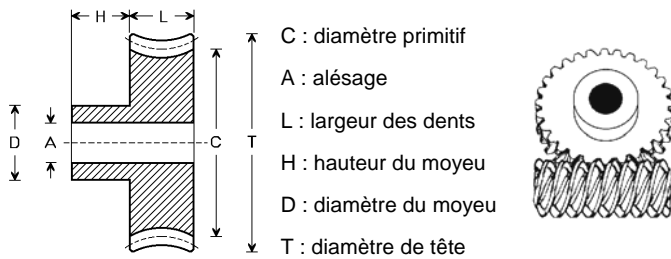 H L
C : diamètre primitif
A : alésage
D A C T
L : largeur des dents
H : hauteur du moyeu
D : diamètre du moyeu
T : diamètre de tête